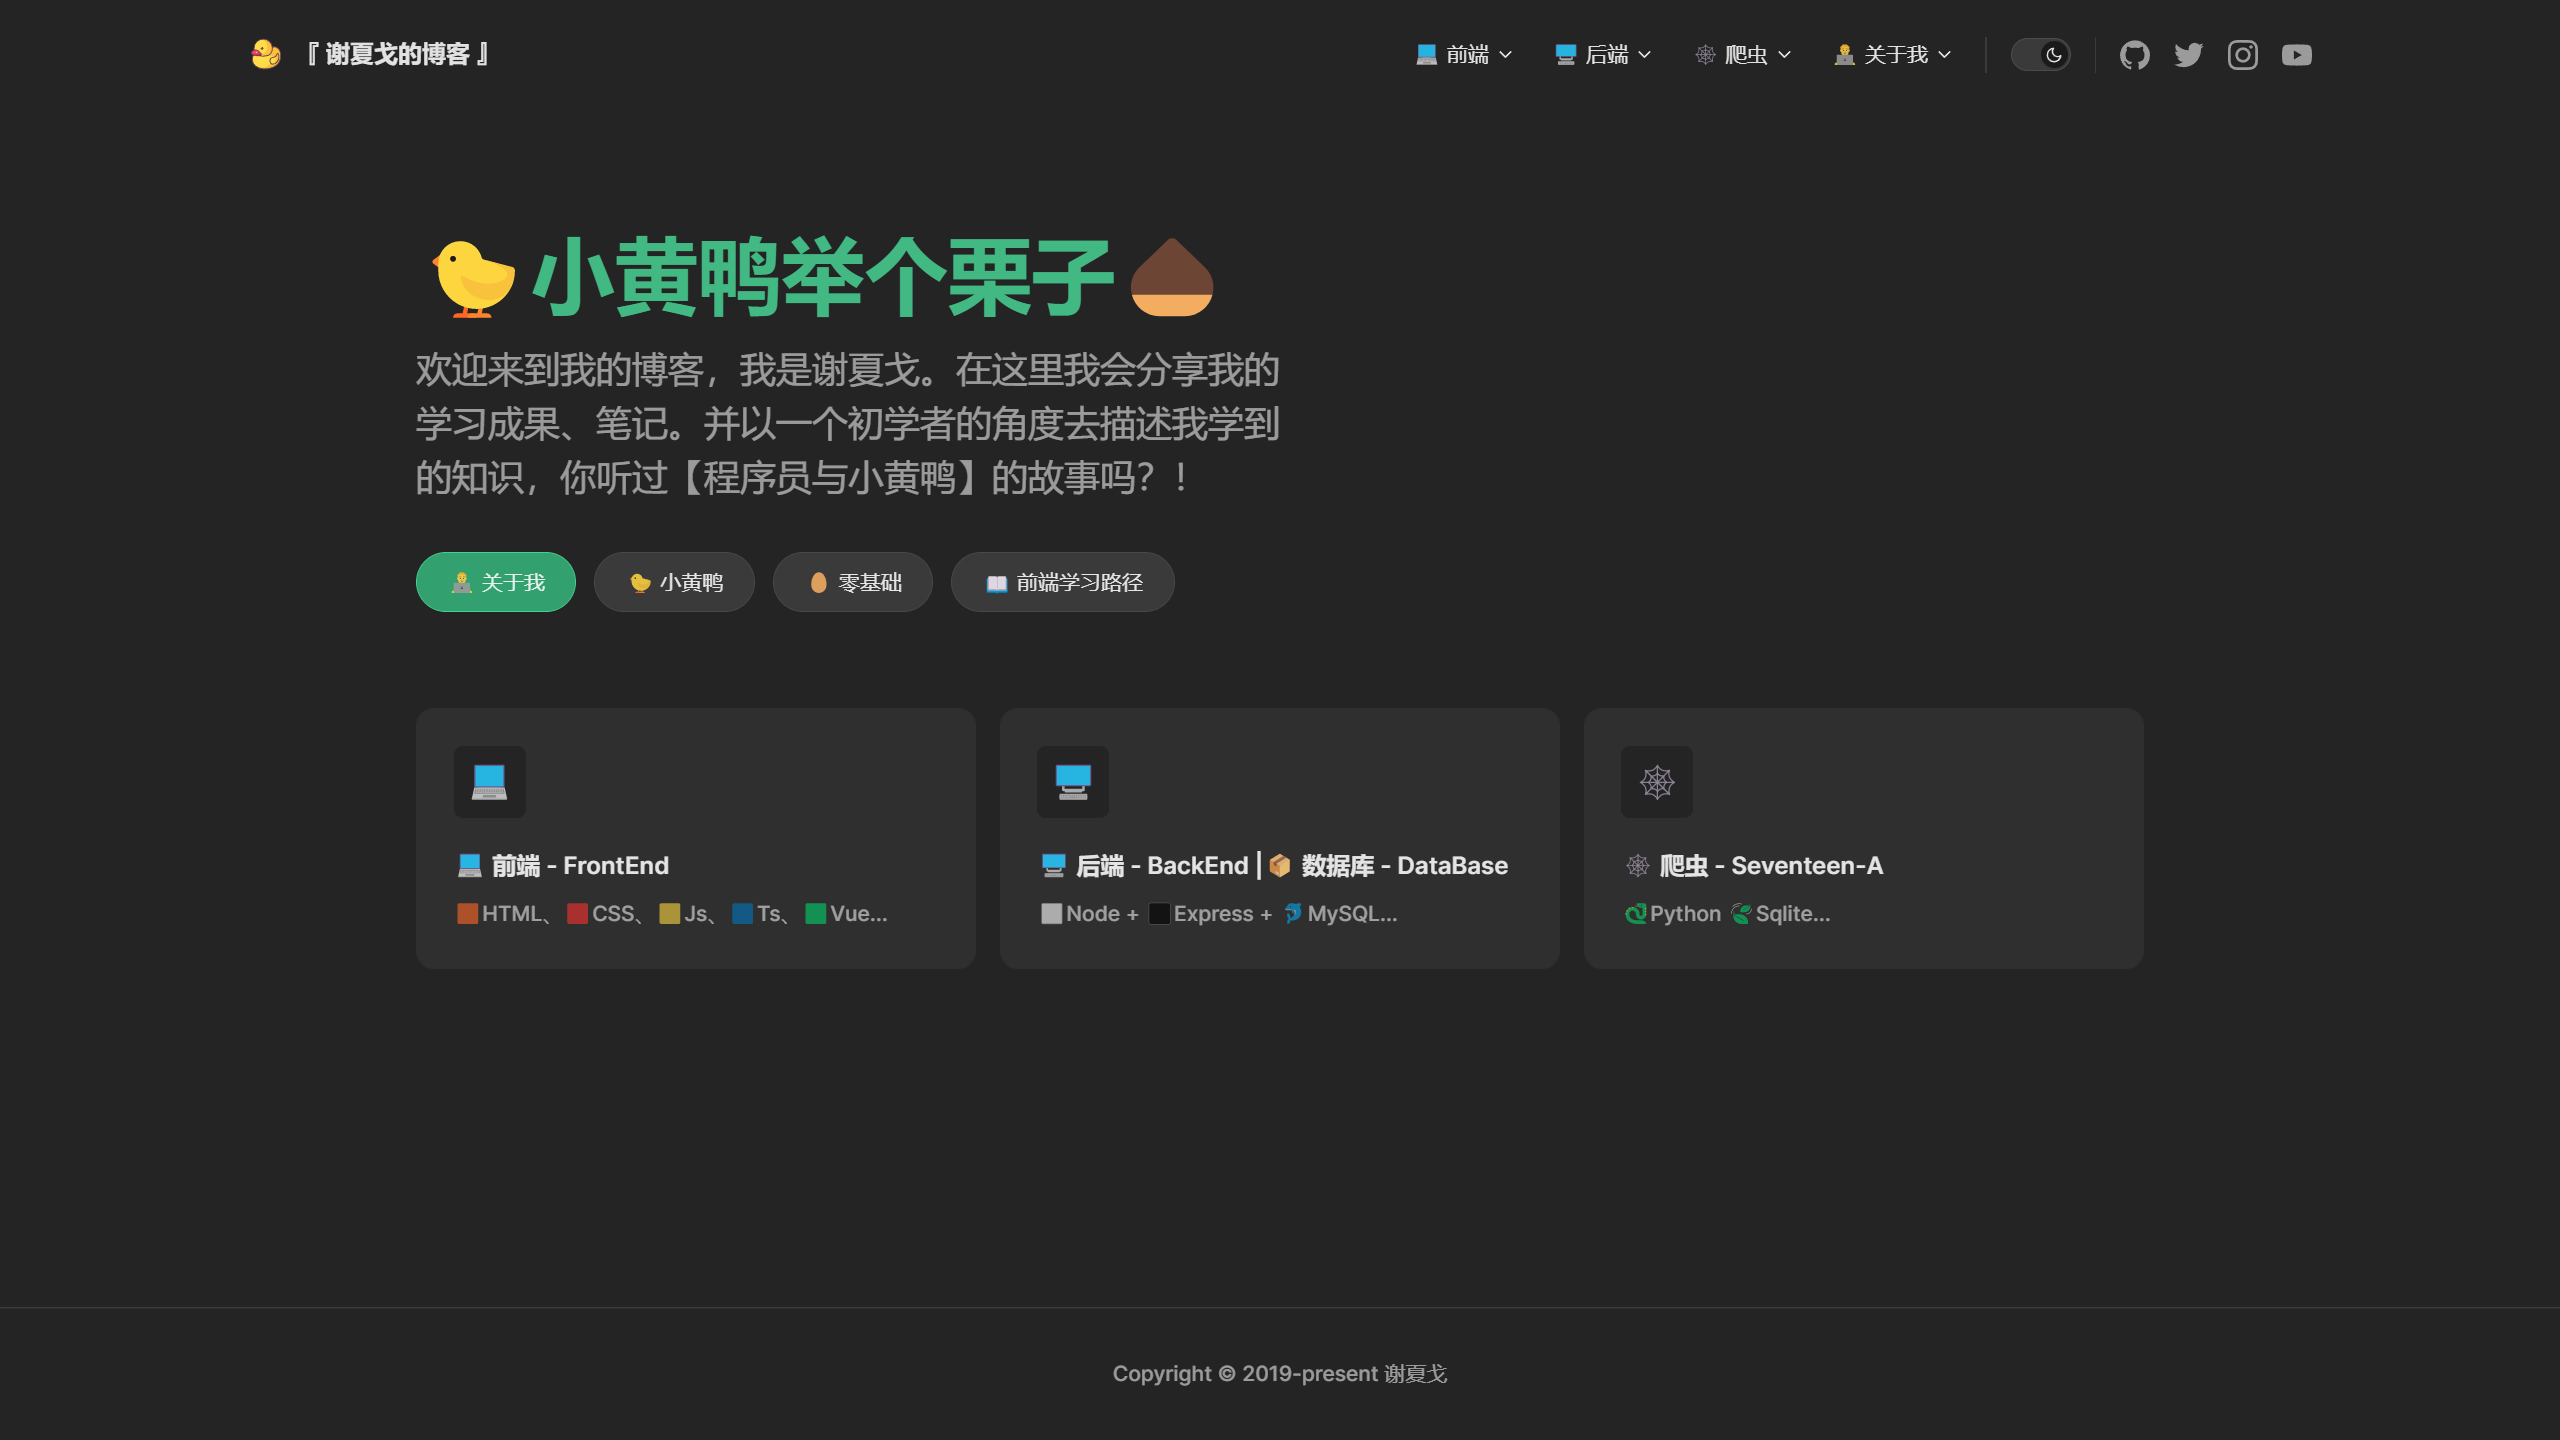 『 谢夏戈的博客 』
前端
后端
爬虫
关于我
小黄鸭举个栗子
欢迎来到我的博客，我是谢夏戈。在这里我会分享我的
学习成果、笔记。并以一个初学者的角度去描述我学到
的知识，你听过【程序员与小黄鸭】的故事吗？！
关于我
小黄鸭
零基础
前端学习路径
前端 - FrontEnd
HTML、 CSS、 Js、 Ts、 Vue...
后端 - BackEnd | 数据库 - DataBase
Node + Express + MySQL...
爬虫 - Seventeen-A
Python Sqlite...
Copyright © 2019-present 谢夏戈